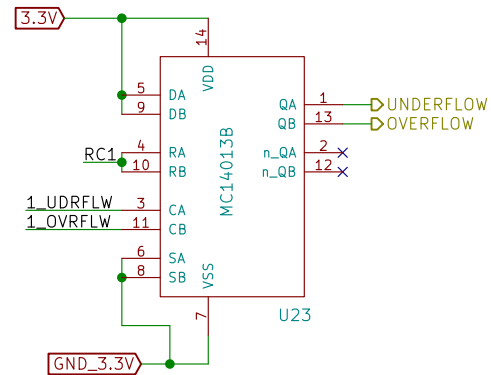 3.3V
14
VDD
5 DA
9 DB
QA 1 UNDERFLOW
QB 13 OVERFLOW
RC1
4 RA
10 RB
n_QA 2
n_QB 12
MC14013B
1_UDRFLW 3 CA
1_OVRFLW 11 CB
6 SA
8 SB
VSS
7
U23
GND_3.3V